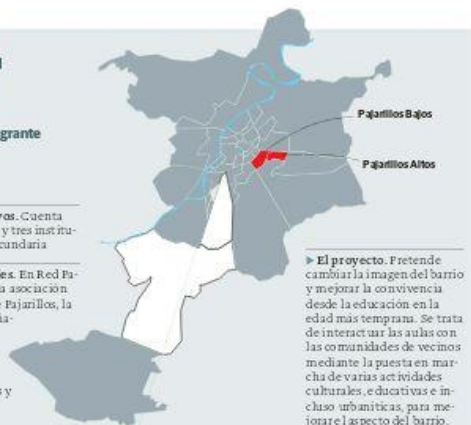 grante
vos. Cuenta
y tres institu-
cundaria
es. En Red Pa-
a asociación
e Pajarillos, la
ia-
s y
Pajarillos Bajos
Pajarillos Altos
▶ El proyecto. Pretende
cambiar la imagen del barrio
y mejorar la convivencia
desde la educación en la
edad más temprana. Se trata
de interactuar las aulas con
las comunidades de vecinos
mediante la puesta en mar-
cha de varias actividades
culturales, educativas e in-
cluso urbaniticas, para me-
jorar el aspecto del barrio.